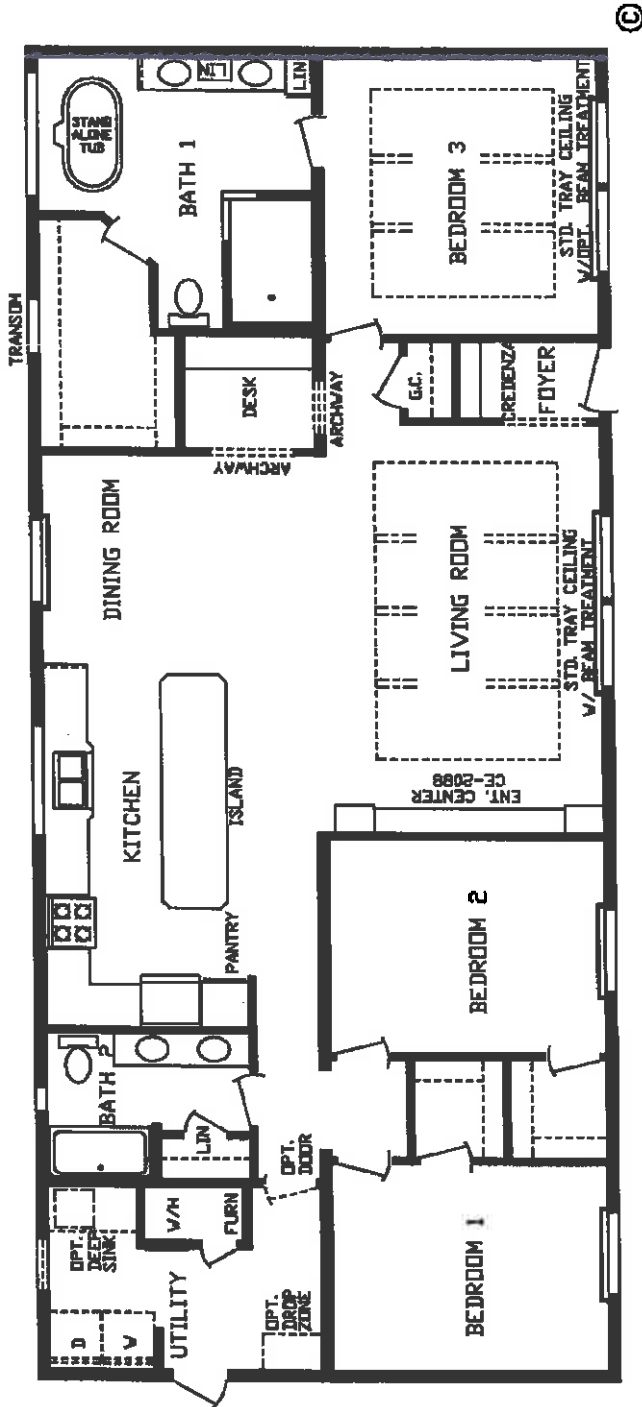 ©
TRANSOM
STAND
ALONE
TUB
LIN
LIN
BATH 1
DESK
ARCHWAY
ARCHWAY
BEDROOM 3
STD. TRAY CEILING
W/OPT. BEAM TREATMENT
G.C.
CREDENZA
FOYER
DINING ROOM
LIVING ROOM
STD. TRAY CEILING
W/ BEAM TREATMENT
ENT. CENTER
CE-2088
KITCHEN
ISLAND
PANTRY
BEDROOM 2
BATH 2
LIN
OPT.
DOOR
W/H
FURN
OPT.
DEEP
SINK
D
W
UTILITY
OPT.
DROP
ZONE
BEDROOM 1